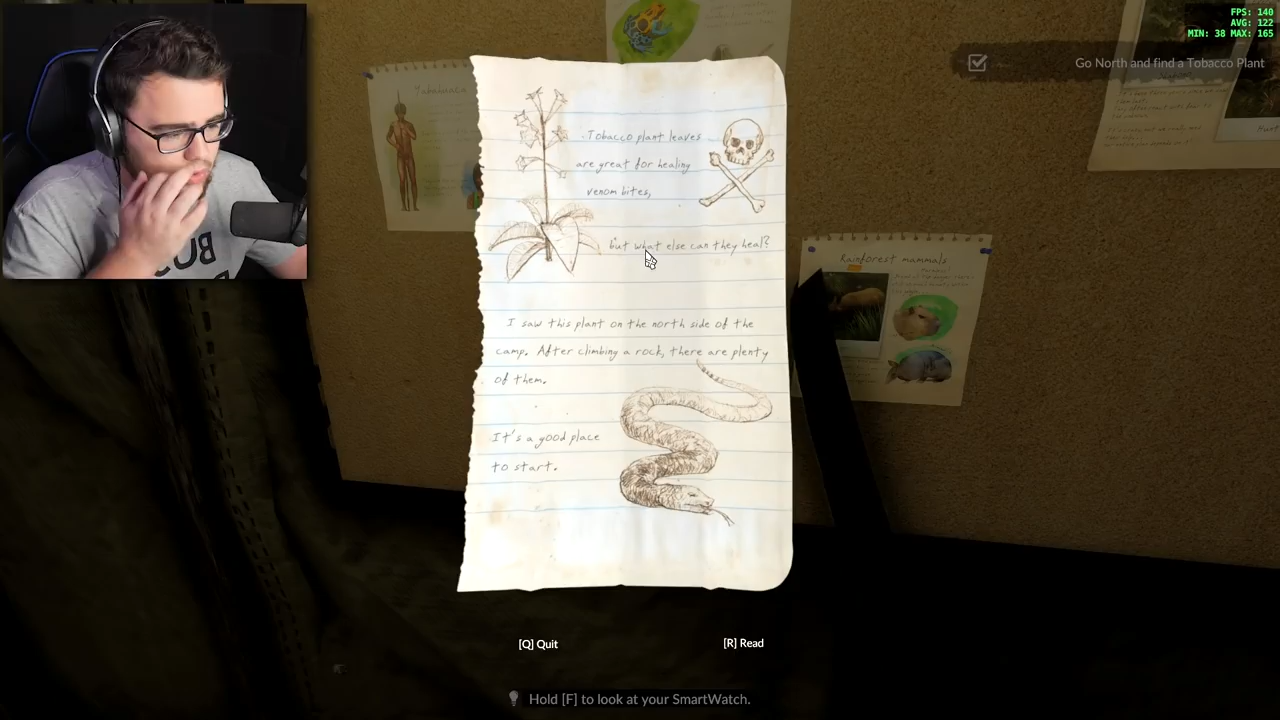 FPS: 140
AVG: 122
MIN: 38 MAX: 165
Go North and find a Tobacco Plant
Yabahuaca
Tobacco plant leaves
are great for healing
venom bites,
but what else can they heal?
Rainforest mammals
I saw this plant on the north side of the
camp. After climbing a rock, there are plenty
of them.
It's a good place
to start.
[Q] Quit
[R] Read
Hold [F] to look at your SmartWatch.